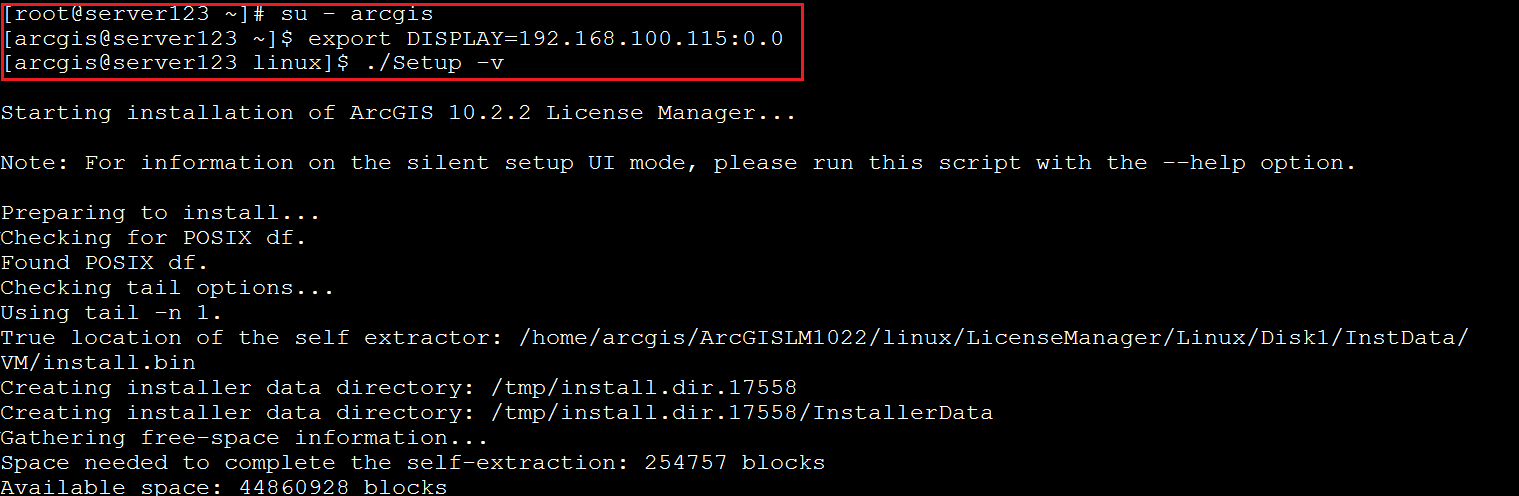 [root@server123 ~]# su - arcgis
[arcgis@server123 ~]$ export DISPLAY=192.168.100.115:0.0
[arcgis@server123 linux]$ ./Setup -v
Starting installation of ArcGIS 10.2.2 License Manager...
Note: For information on the silent setup UI mode, please run this script with the --help option.
Preparing to install...
Checking for POSIX df.
Found POSIX df.
Checking tail options...
Using tail -n 1.
True location of the self extractor: /home/arcgis/ArcGISLM1022/linux/LicenseManager/Linux/Disk1/InstData/
VM/install.bin
Creating installer data directory: /tmp/install.dir.17558
Creating installer data directory: /tmp/install.dir.17558/InstallerData
Gathering free-space information...
Space needed to complete the self-extraction: 254757 blocks
Available space: 44860928 blocks